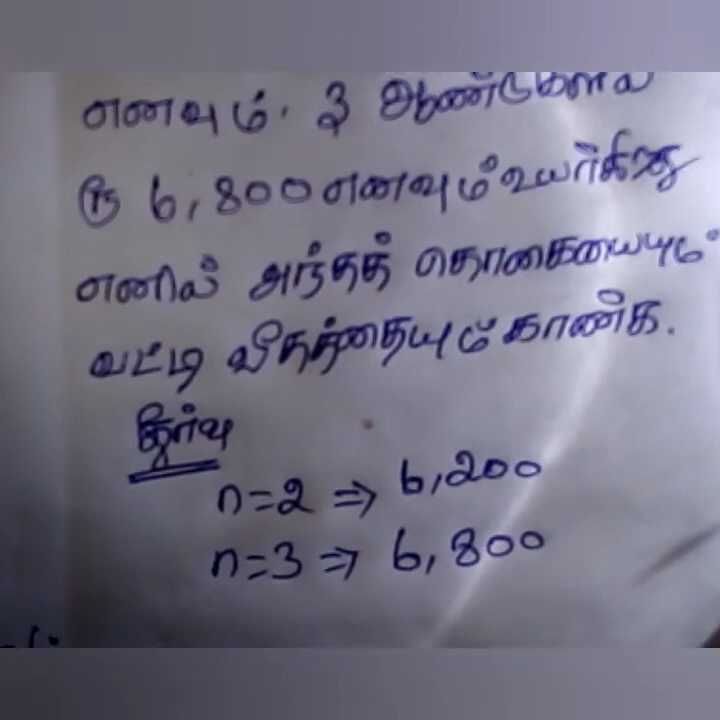 எனவும். 3 ஆண்டுகளில்
ரூ 6,800 எனவும் உயர்கிறது
எனில் அந்தத் தொகையையும்
வட்டி வீதத்தையும் காண்க.
தீர்வு
n=2 ⇒ 6,200
n=3 ⇒ 6,800